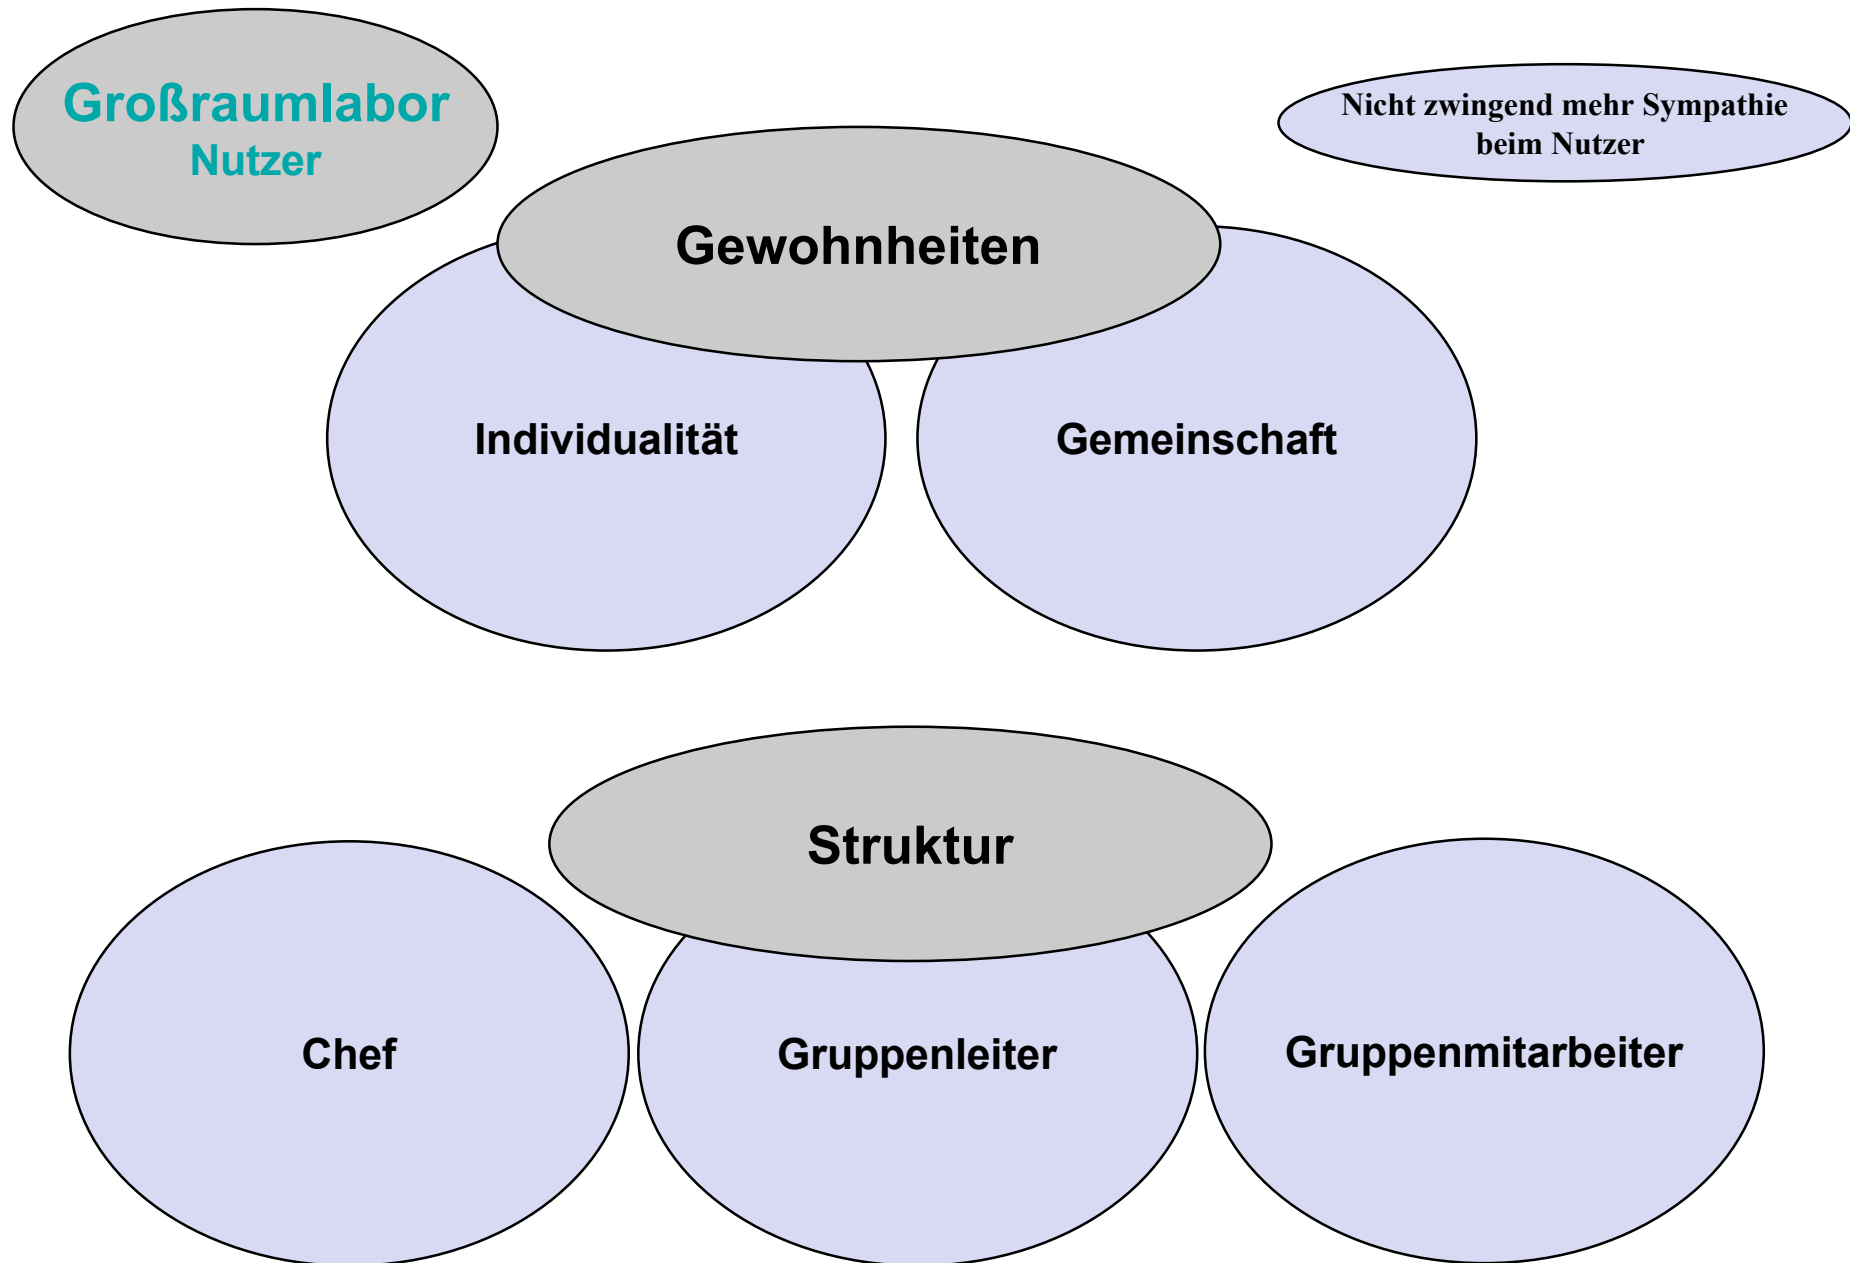 Großraumlabor
Nutzer
Nicht zwingend mehr Sympathie
beim Nutzer
Gewohnheiten
Individualität
Gemeinschaft
Struktur
Chef
Gruppenleiter
Gruppenmitarbeiter